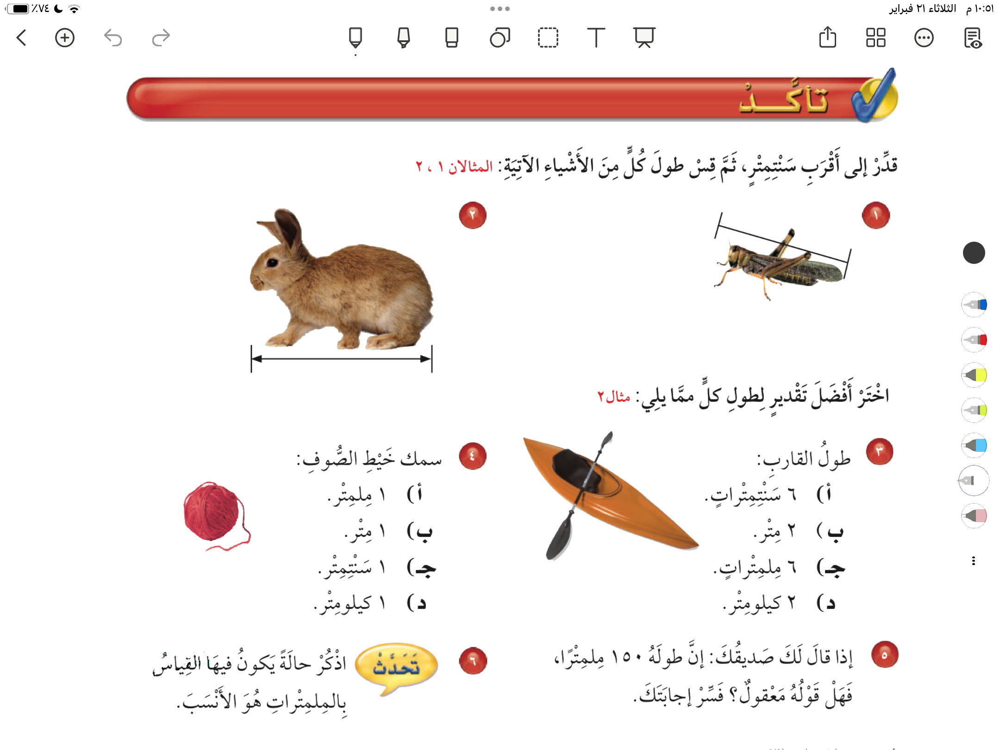 ١٠:٥١ م الثلاثاء ٢١ فبراير
٪٧٤
تأكَّدْ
قدِّرْ إلى أَقْرَبِ سَنْتِمِتْرٍ، ثَمَّ قِسْ طولَ كُلٍّ مِنَ الأَشْياءِ الآتِيَةِ: المثالان ١ ، ٢
١
٢
اخْتَرْ أَفْضَلَ تَقْديرٍ لِطولِ كلٍّ ممَّا يلِي: مثال٢
٣ طولُ القاربِ:
أ) ٦ سَنْتِمِتْراتٍ.
ب) ٢ مِتْر.
جـ) ٦ مِلمِتْراتٍ.
د) ٢ كيلومِتْر.
٤ سمك خَيْطِ الصُّوفِ:
أ) ١ مِلمِتْر.
ب) ١ مِتْر.
جـ) ١ سَنْتِمِتْر.
د) ١ كيلومِتْر.
٥ إذا قالَ لَكَ صَديقُكَ: إنَّ طولَهُ ١٥٠ مِلمِتْرًا،
فَهَلْ قَوْلُهُ مَعْقولٌ؟ فَسِّرْ إجابَتَكَ.
٦ تَحَدَّثْ اذْكُرْ حالَةً يَكونُ فيهَا القِياسُ
بِالمِلمِتْراتِ هُوَ الأَنْسَبَ.